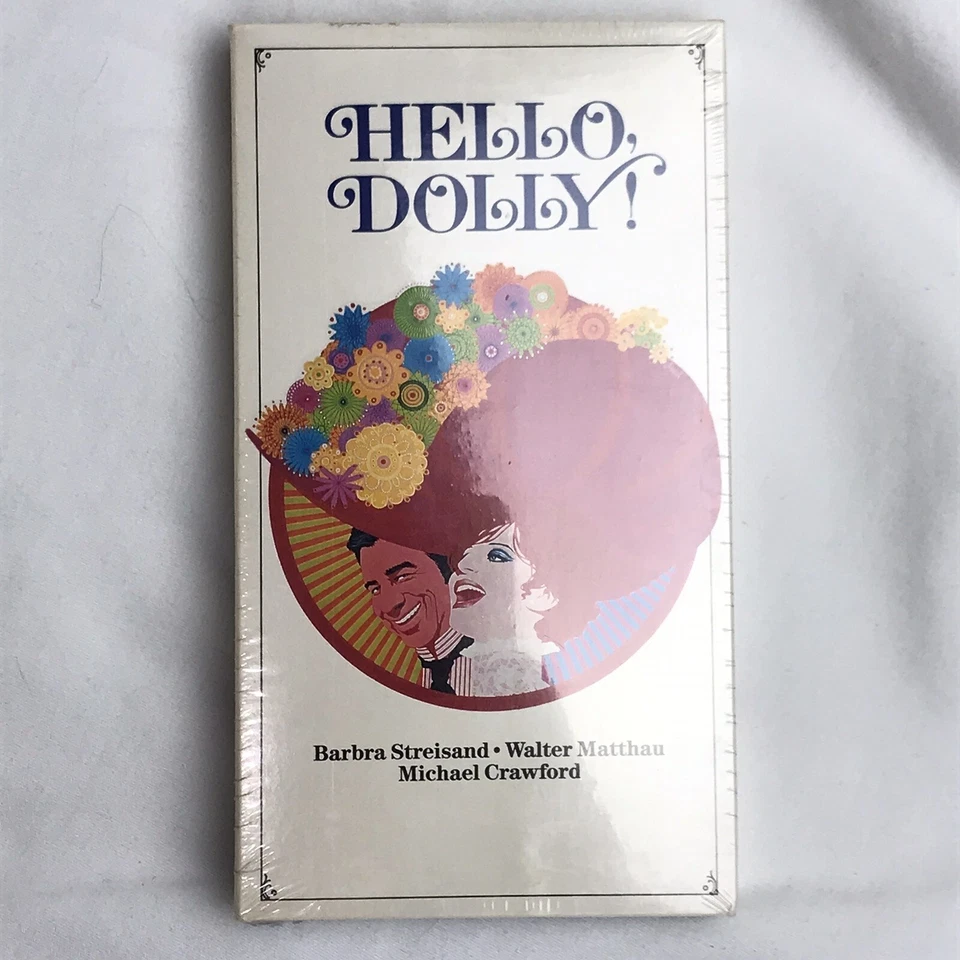 HELLO,
DOLLY!
Barbra Streisand • Walter Matthau
Michael Crawford